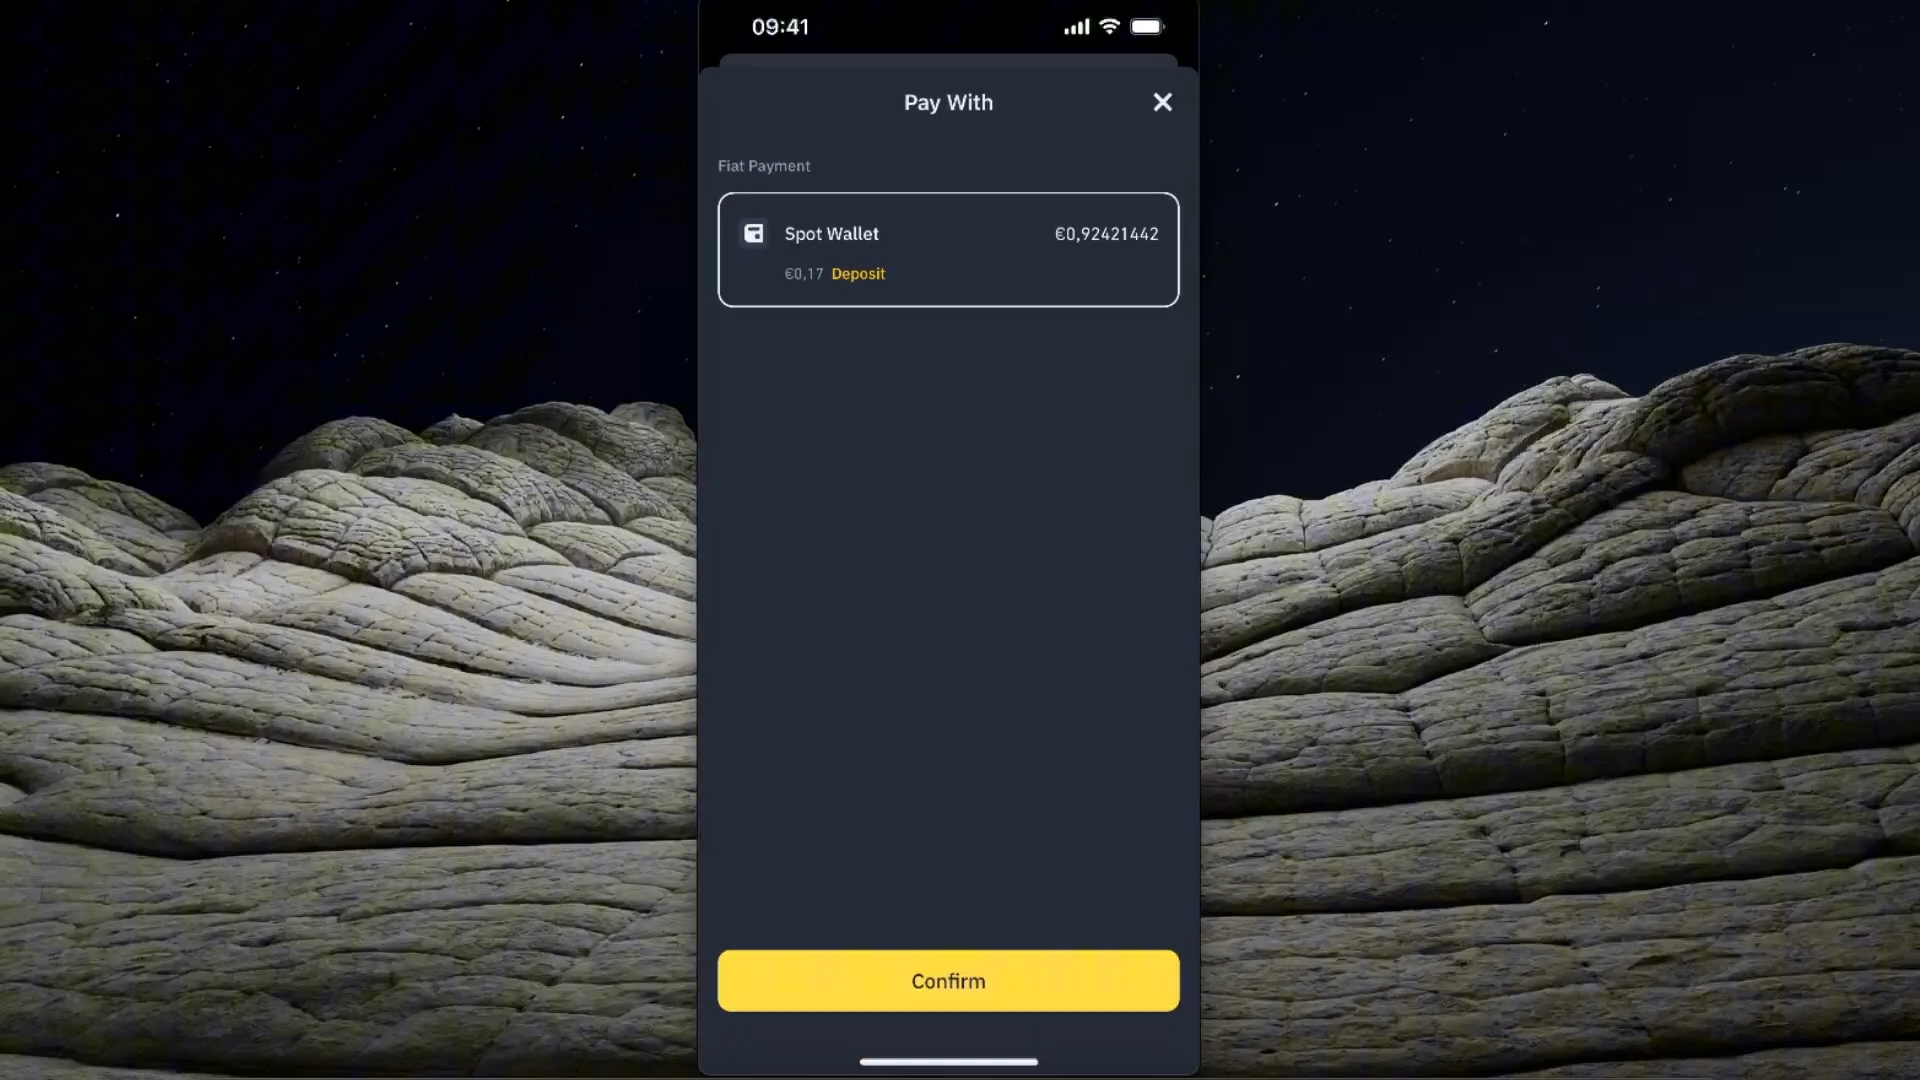 09:41
Pay With
Fiat Payment
Spot Wallet €0,92421442
€0,17 Deposit
Confirm